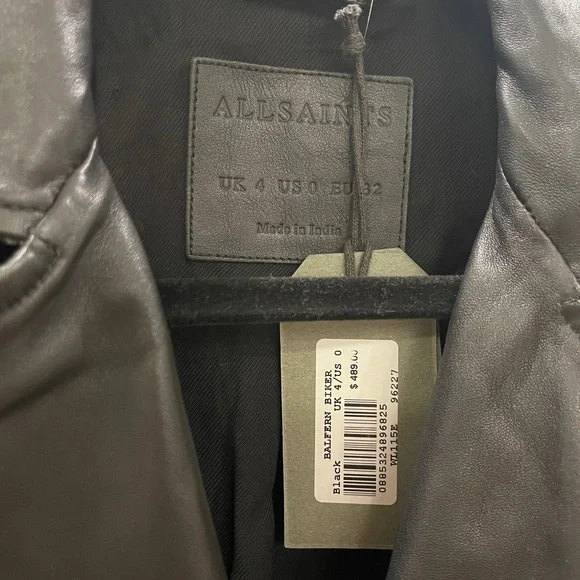 ALLSAINTS
UK 4 US 0 EU 32
Made in India
BALFERN BIKER
Black UK 4/US 0
$ 489.00
0885324896825
WL115E 96227